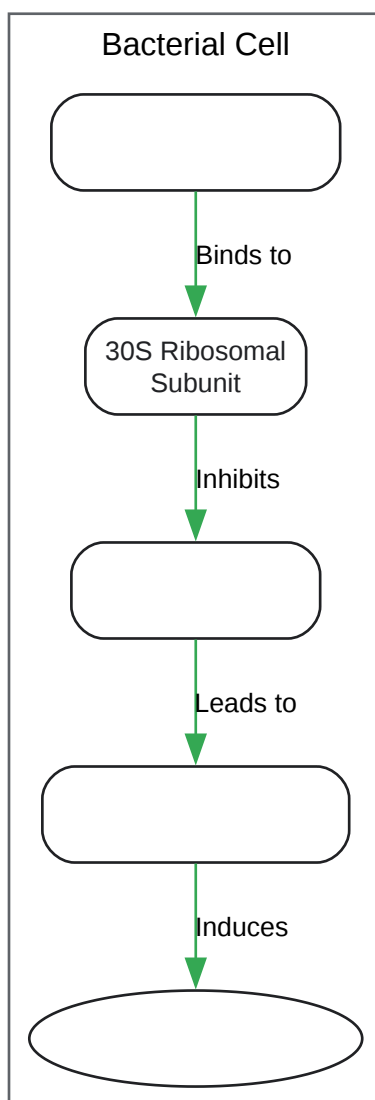 Bacterial Cell
Binds to
30S Ribosomal
Subunit
Inhibits
Leads to
Induces